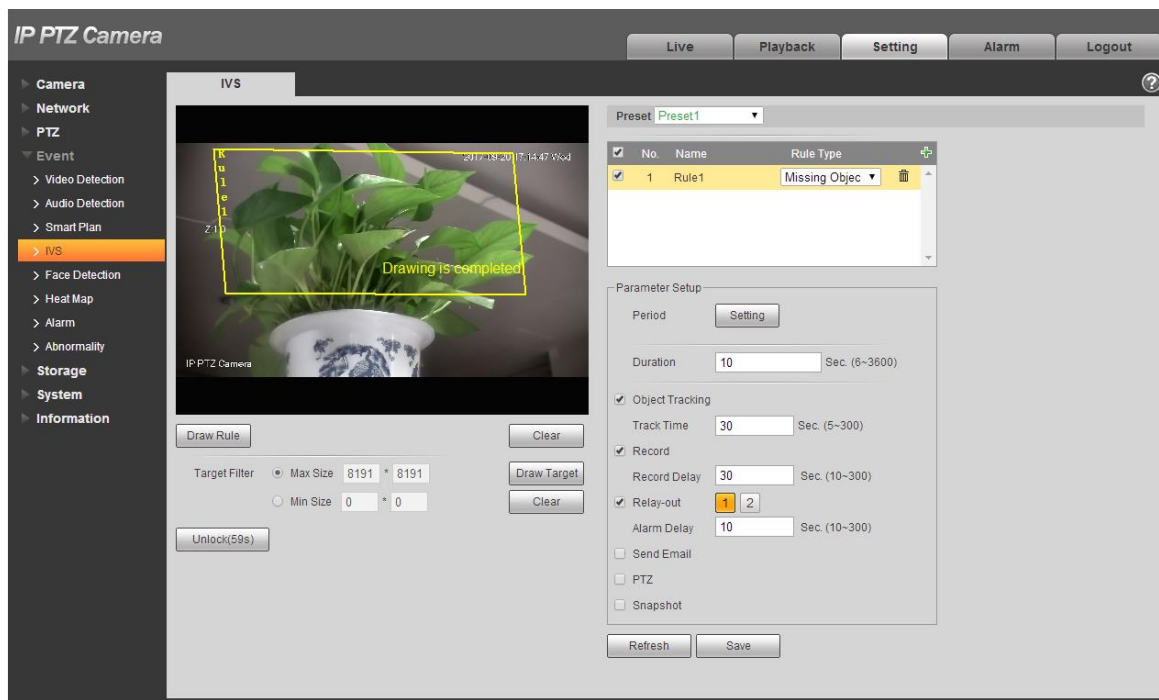 IP PTZ Camera
Live Playback Setting Alarm Logout
Camera
Network
PTZ
Event
Video Detection
Audio Detection
Smart Plan
IVS
Face Detection
Heat Map
Alarm
Abnormality
Storage
System
Information
IVS
Rule1
2017-09-20 17:14:47 Wed
Z:1.0
Drawing is completed
IP PTZ Camera
Draw Rule Clear
Target Filter Max Size 8191 * 8191 Draw Target
Min Size 0 * 0 Clear
Unlock(59s)
Preset Preset1
No. Name Rule Type
1 Rule1 Missing Objec
Parameter Setup
Period Setting
Duration 10 Sec. (6~3600)
Object Tracking
Track Time 30 Sec. (5~300)
Record
Record Delay 30 Sec. (10~300)
Relay-out 1 2
Alarm Delay 10 Sec. (10~300)
Send Email
PTZ
Snapshot
Refresh Save